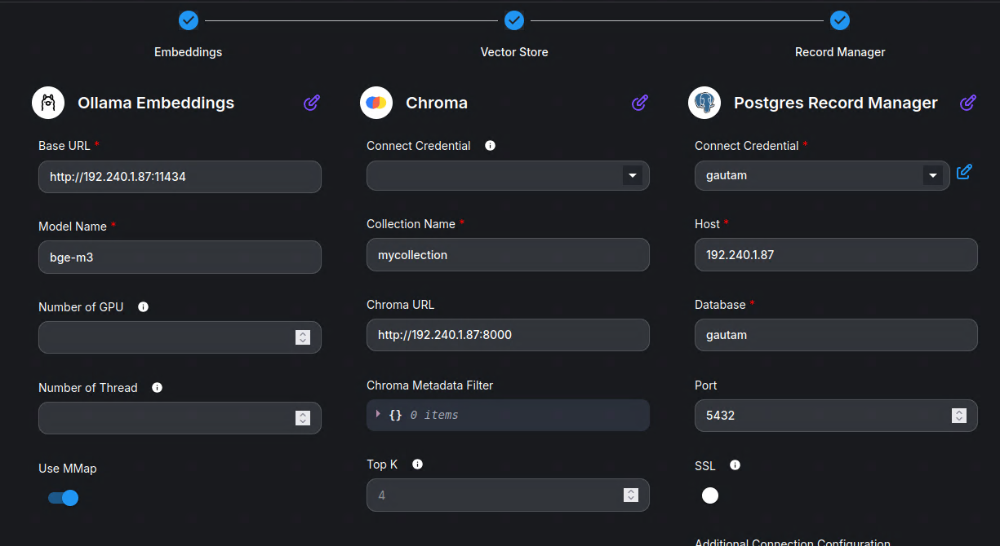 Embeddings
Vector Store
Record Manager
Ollama Embeddings
Base URL *
http://192.240.1.87:11434
Model Name *
bge-m3
Number of GPU
Number of Thread
Use MMap
Chroma
Connect Credential
Collection Name *
mycollection
Chroma URL
http://192.240.1.87:8000
Chroma Metadata Filter
{} 0 items
Top K
4
Postgres Record Manager
Connect Credential *
gautam
Host *
192.240.1.87
Database *
gautam
Port
5432
SSL
Additional Connection Configuration